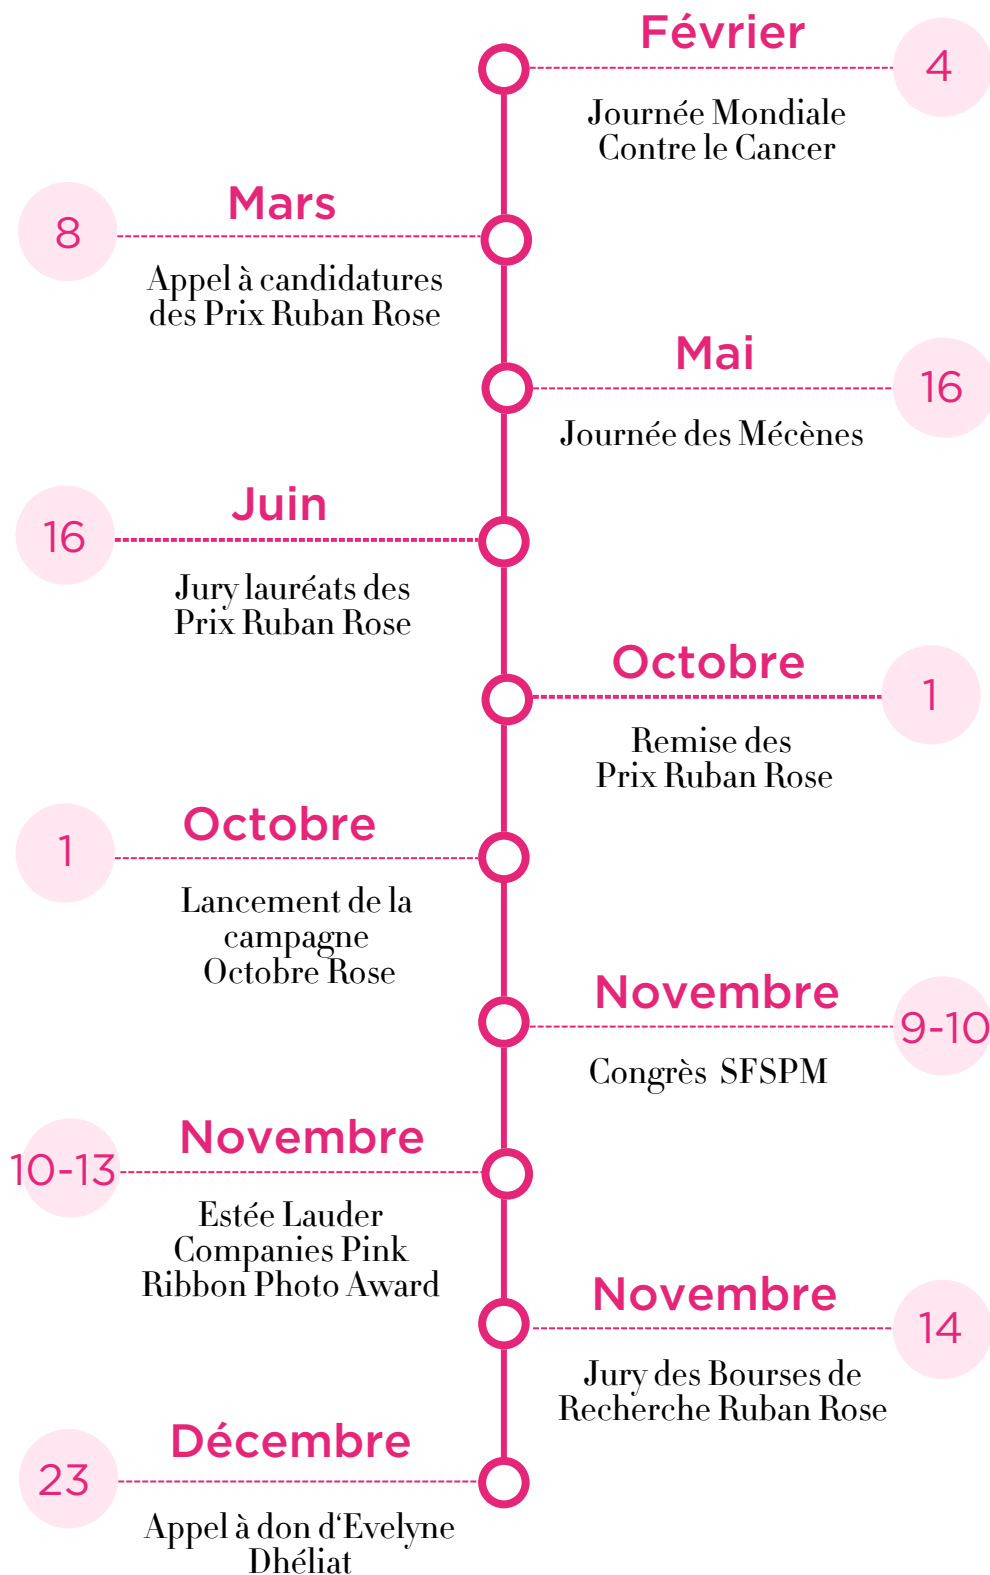 Février
4
Journée Mondiale
Contre le Cancer
Mars
8
Appel à candidatures
des Prix Ruban Rose
Mai
16
Journée des Mécènes
Juin
16
Jury lauréats des
Prix Ruban Rose
Octobre
1
Remise des
Prix Ruban Rose
Octobre
1
Lancement de la
campagne
Octobre Rose
Novembre
9-10
Congrès SFSPM
Novembre
10-13
Estée Lauder
Companies Pink
Ribbon Photo Award
Novembre
14
Jury des Bourses de
Recherche Ruban Rose
Décembre
23
Appel à don d‘Evelyne
Dhéliat